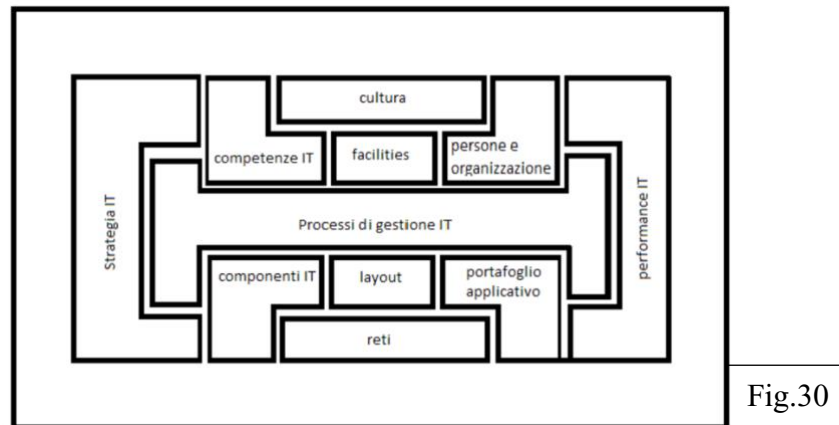 cultura
competenze IT
facilities
persone e
organizzazione
Strategia IT
Processi di gestione IT
performance IT
componenti IT
layout
portafoglio
applicativo
reti
Fig.30